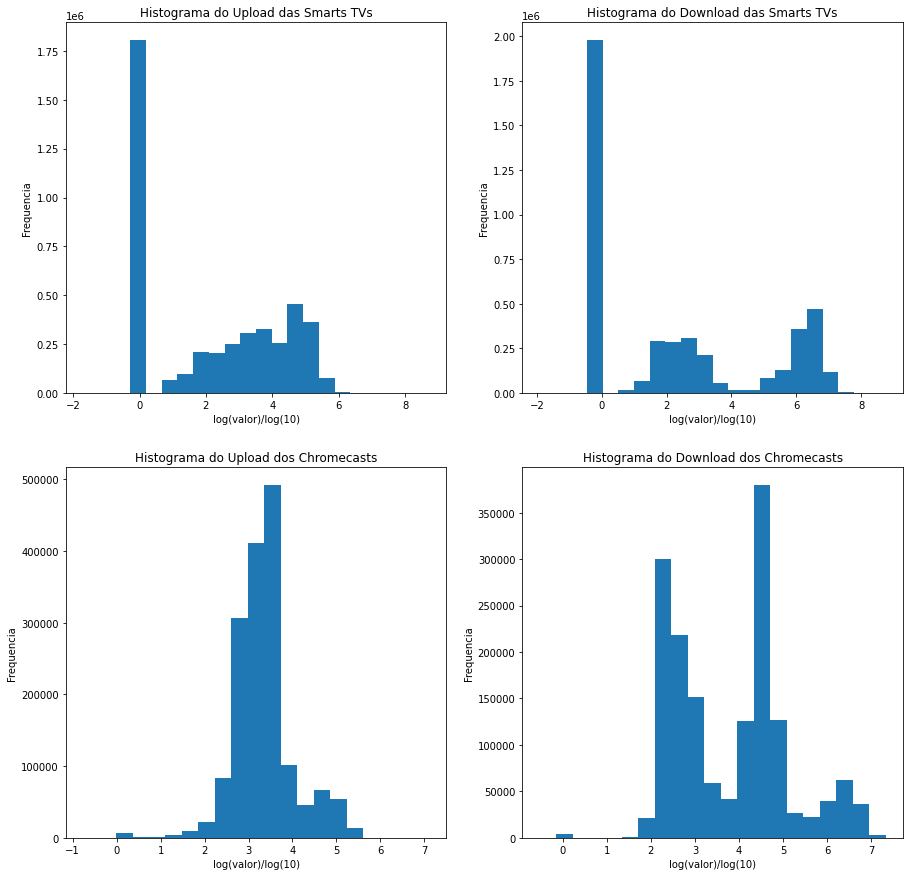 Histograma do Upload das Smarts TVs
1e6
1.75
1.50
1.25
1.00
0.75
0.50
0.25
0.00
Frequencia
−2 0 2 4 6 8
log(valor)/log(10)
Histograma do Download das Smarts TVs
1e6
2.00
1.75
1.50
1.25
1.00
0.75
0.50
0.25
0.00
Frequencia
−2 0 2 4 6 8
log(valor)/log(10)
Histograma do Upload dos Chromecasts
500000
400000
300000
200000
100000
0
Frequencia
−1 0 1 2 3 4 5 6 7
log(valor)/log(10)
Histograma do Download dos Chromecasts
350000
300000
250000
200000
150000
100000
50000
0
Frequencia
0 1 2 3 4 5 6 7
log(valor)/log(10)